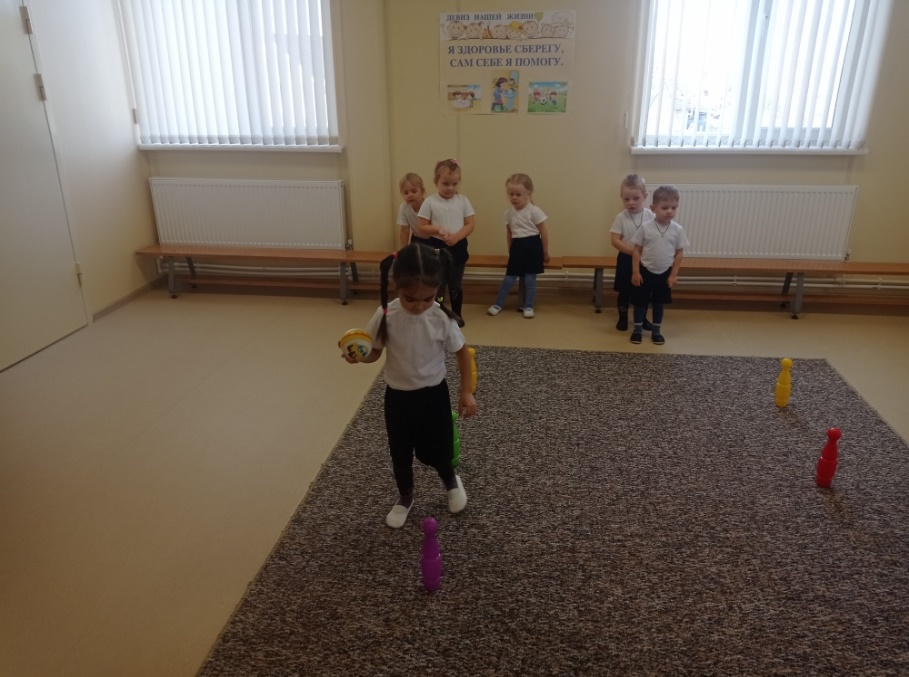 ДЕВИЗ НАШЕЙ ЖИЗНИ
Я ЗДОРОВЬЕ СБЕРЕГУ,
САМ СЕБЕ Я ПОМОГУ.